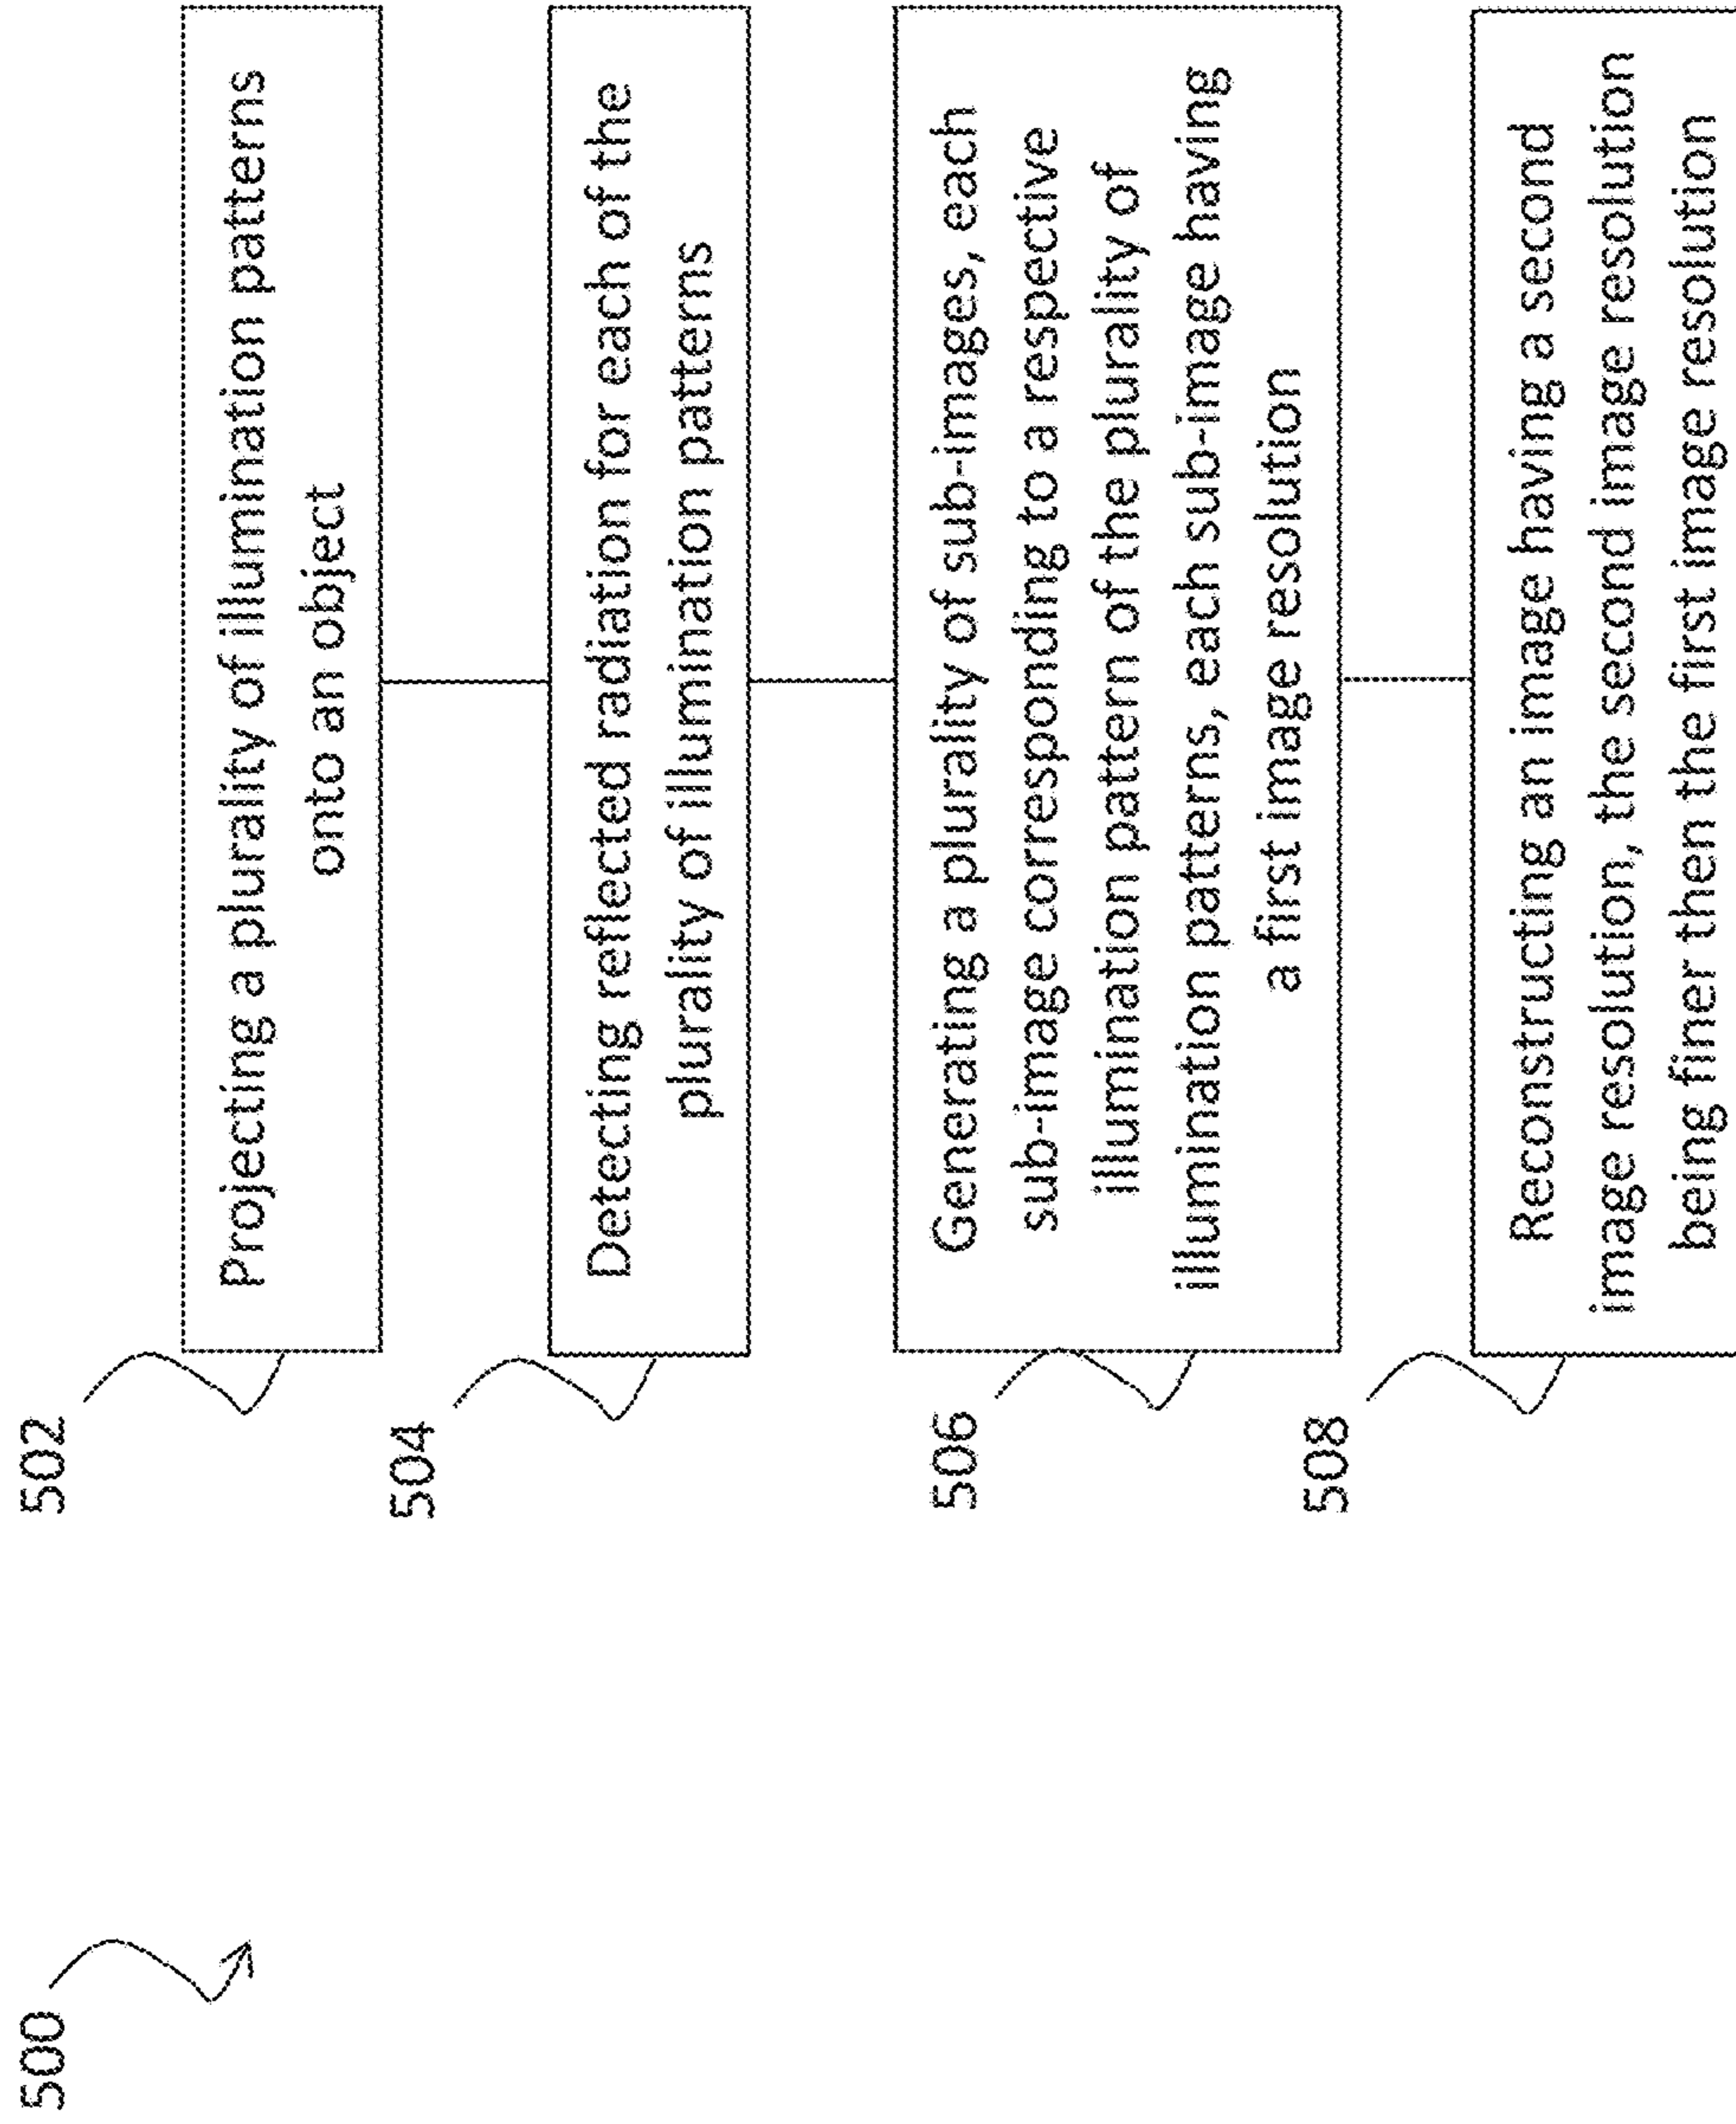 500
502
Projecting a plurality of illumination patterns
onto an object
504
Detecting reflected radiation for each of the
plurality of illumination patterns
506
Generating a plurality of sub-images, each
sub-image corresponding to a respective
illumination pattern of the plurality of
illumination patterns, each sub-image having
a first image resolution
508
Reconstructing an image having a second
image resolution, the second image resolution
being finer then the first image resolution